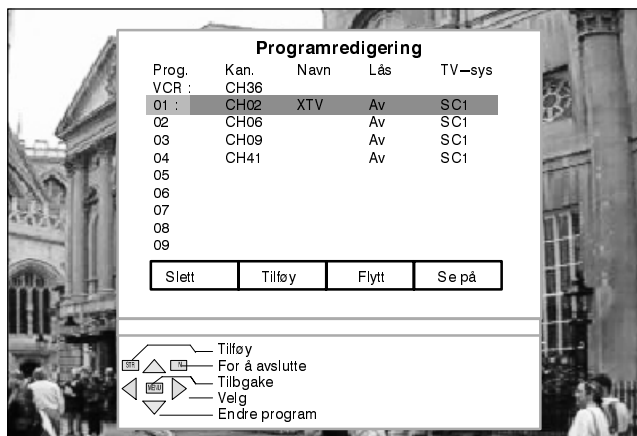 Programredigering
Prog. Kan. Navn Lås TV-sys
VCR : CH36
01 : CH02 XTV Av SC1
02 CH06 Av SC1
03 CH09 Av SC1
04 CH41 Av SC1
05
06
07
08
09
Slett Tilføy Flytt Se på
Tilføy
STR N For å avslutte
MENU Tilbgake
Velg
Endre program